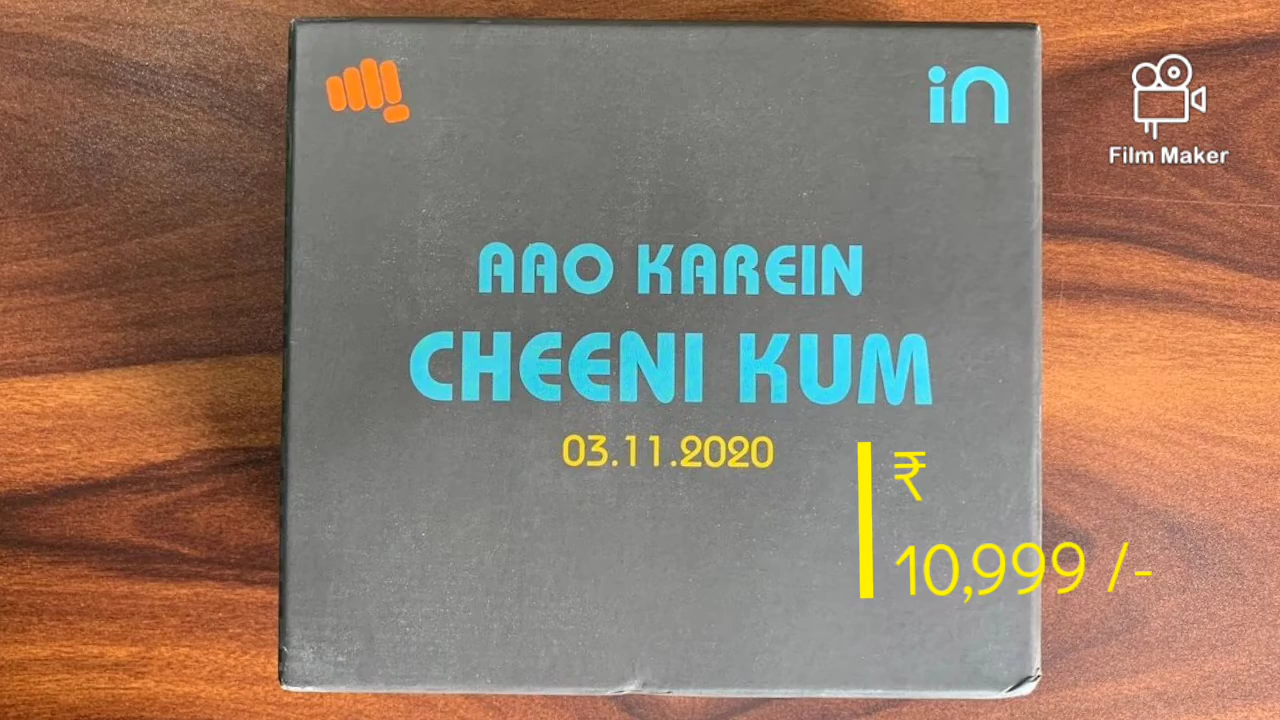 in
Film Maker
AAO KAREIN
CHEENI KUM
03.11.2020
₹
10,999 /-